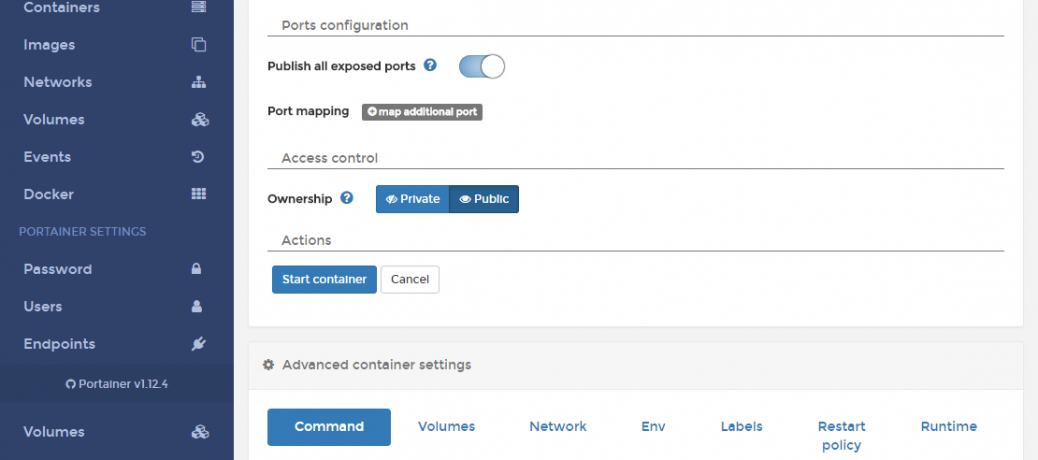 Containers
Images
Networks
Volumes
Events
Docker
PORTAINER SETTINGS
Password
Users
Endpoints
Portainer v1.12.4
Volumes
Ports configuration
Publish all exposed ports
Port mapping map additional port
Access control
Ownership Private Public
Actions
Start container Cancel
Advanced container settings
Command Volumes Network Env Labels Restart policy Runtime